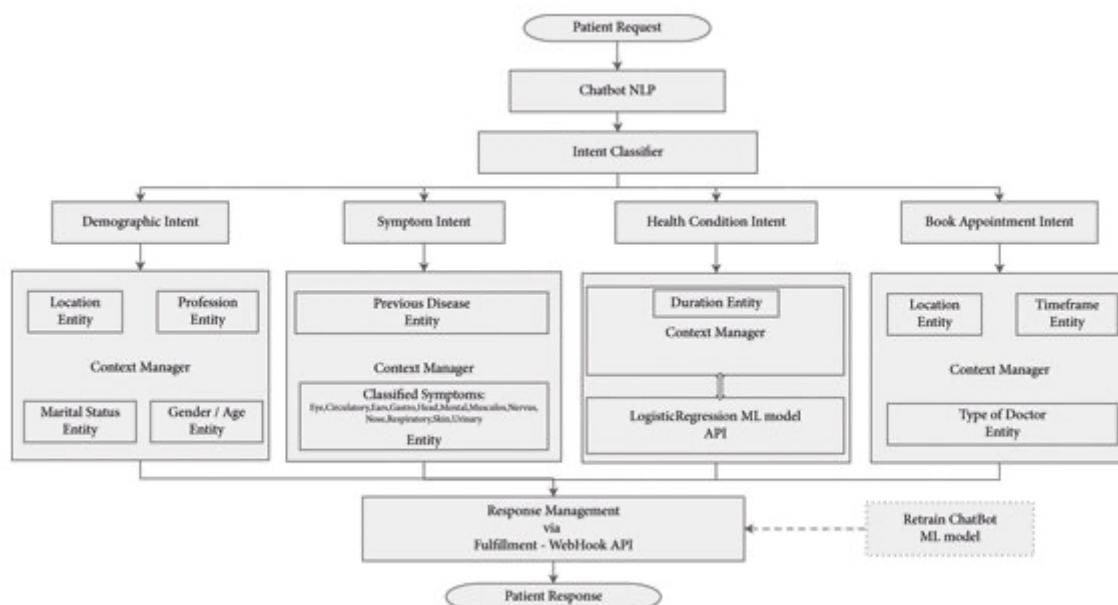 Patient Request
Chatbot NLP
Intent Classifier
Demographic Intent
Symptom Intent
Health Condition Intent
Book Appointment Intent
Location
Entity
Profession
Entity
Context Manager
Marital Status
Entity
Gender / Age
Entity
Previous Disease
Entity
Context Manager
Classified Symptoms:
Eye,Circulatory,Ears,Gastro,Head,Mental,Musculos,Nervus,
Nose,Respiratory,Skin,Urinary
Entity
Duration Entity
Context Manager
LogisticRegression ML model
API
Location
Entity
Timeframe
Entity
Context Manager
Type of Doctor
Entity
Response Management
via
Fulfillment - WebHook API
Retrain ChatBot
ML model
Patient Response